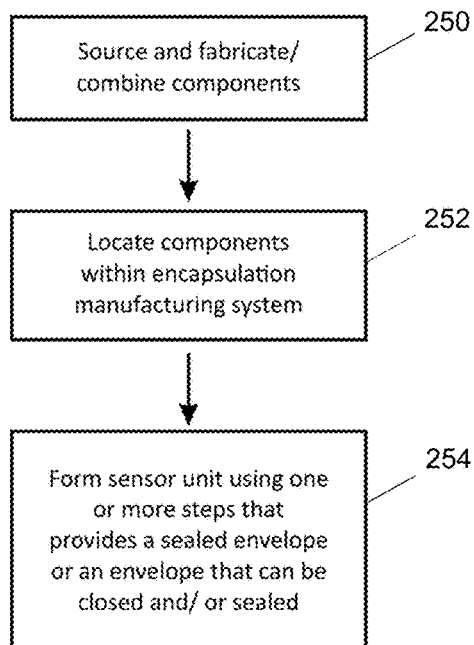 250
Source and fabricate/
combine components
252
Locate components
within encapsulation
manufacturing system
254
Form sensor unit using one
or more steps that
provides a sealed envelope
or an envelope that can be
closed and/ or sealed